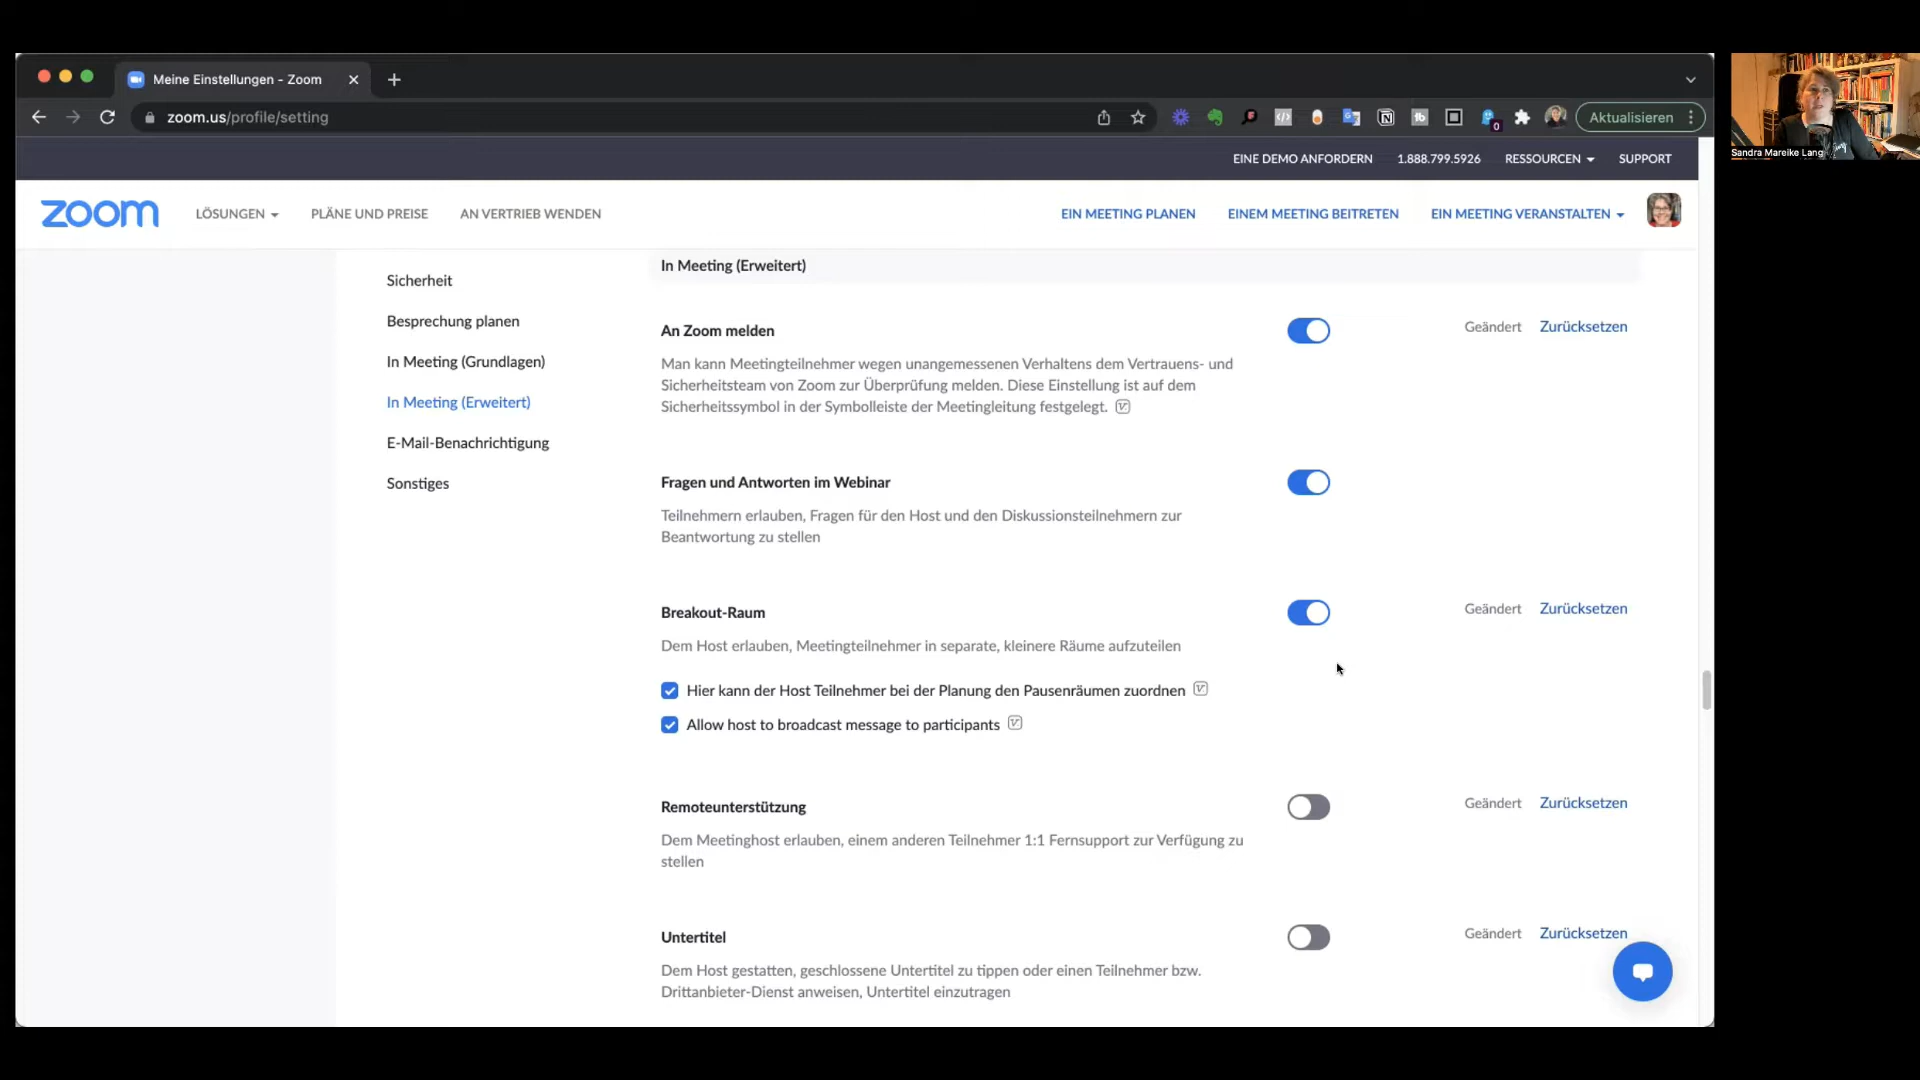 Meine Einstellungen - Zoom
zoom.us/profile/setting
0
Aktualisieren
Sandra Mareike Lang
EINE DEMO ANFORDERN 1.888.799.5926 RESSOURCEN SUPPORT
zoom LÖSUNGEN PLÄNE UND PREISE AN VERTRIEB WENDEN EIN MEETING PLANEN EINEM MEETING BEITRETEN EIN MEETING VERANSTALTEN
Sicherheit
Besprechung planen
In Meeting (Grundlagen)
In Meeting (Erweitert)
E-Mail-Benachrichtigung
Sonstiges
In Meeting (Erweitert)
An Zoom melden
Geändert Zurücksetzen
Man kann Meetingteilnehmer wegen unangemessenen Verhaltens dem Vertrauens- und
Sicherheitsteam von Zoom zur Überprüfung melden. Diese Einstellung ist auf dem
Sicherheitssymbol in der Symbolleiste der Meetingleitung festgelegt.
Fragen und Antworten im Webinar
Teilnehmern erlauben, Fragen für den Host und den Diskussionsteilnehmern zur
Beantwortung zu stellen
Breakout-Raum
Geändert Zurücksetzen
Dem Host erlauben, Meetingteilnehmer in separate, kleinere Räume aufzuteilen
Hier kann der Host Teilnehmer bei der Planung den Pausenräumen zuordnen
Allow host to broadcast message to participants
Remoteunterstützung
Geändert Zurücksetzen
Dem Meetinghost erlauben, einem anderen Teilnehmer 1:1 Fernsupport zur Verfügung zu
stellen
Untertitel
Geändert Zurücksetzen
Dem Host gestatten, geschlossene Untertitel zu tippen oder einen Teilnehmer bzw.
Drittanbieter-Dienst anweisen, Untertitel einzutragen